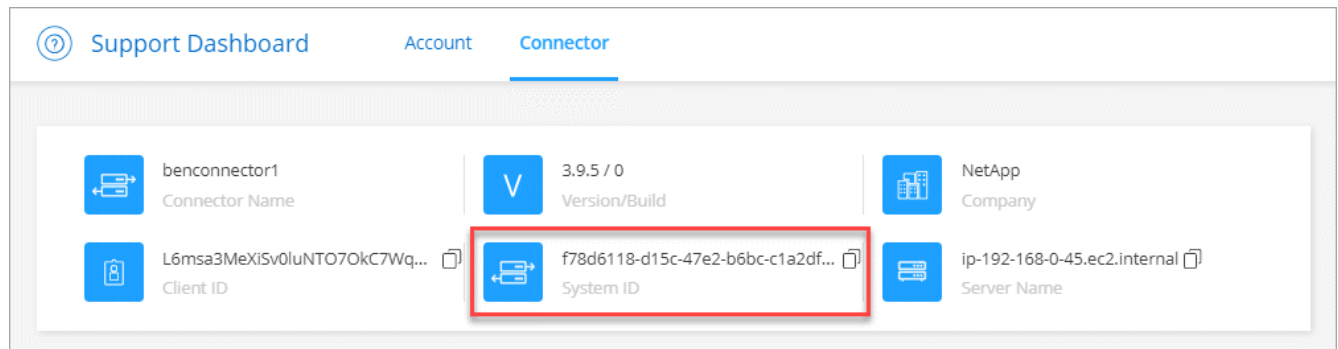 Support Dashboard Account Connector
benconnector1 3.9.5 / 0 NetApp
Connector Name V Version/Build Company
L6msa3MeXiSv0luNTO7OkC7Wq... f78d6118-d15c-47e2-b6bc-c1a2df... ip-192-168-0-45.ec2.internal
Client ID System ID Server Name